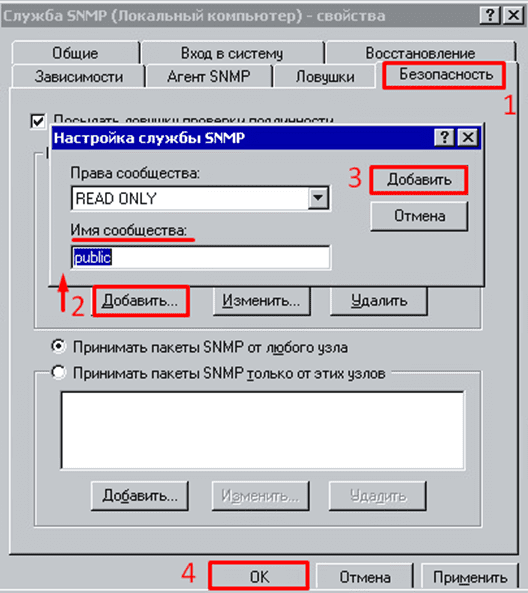 Служба SNMP (Локальный компьютер) - свойства
Общие Вход в систему Восстановление
Зависимости Агент SNMP Ловушки Безопасность
1
Посылать ловушку проверки подлинности
Настройка службы SNMP
Права сообщества:
3 Добавить
READ ONLY
Отмена
Имя сообщества:
public
2 Добавить... Изменить... Удалить
Принимать пакеты SNMP от любого узла
Принимать пакеты SNMP только от этих узлов
Добавить... Изменить... Удалить
4 OK Отмена Применить